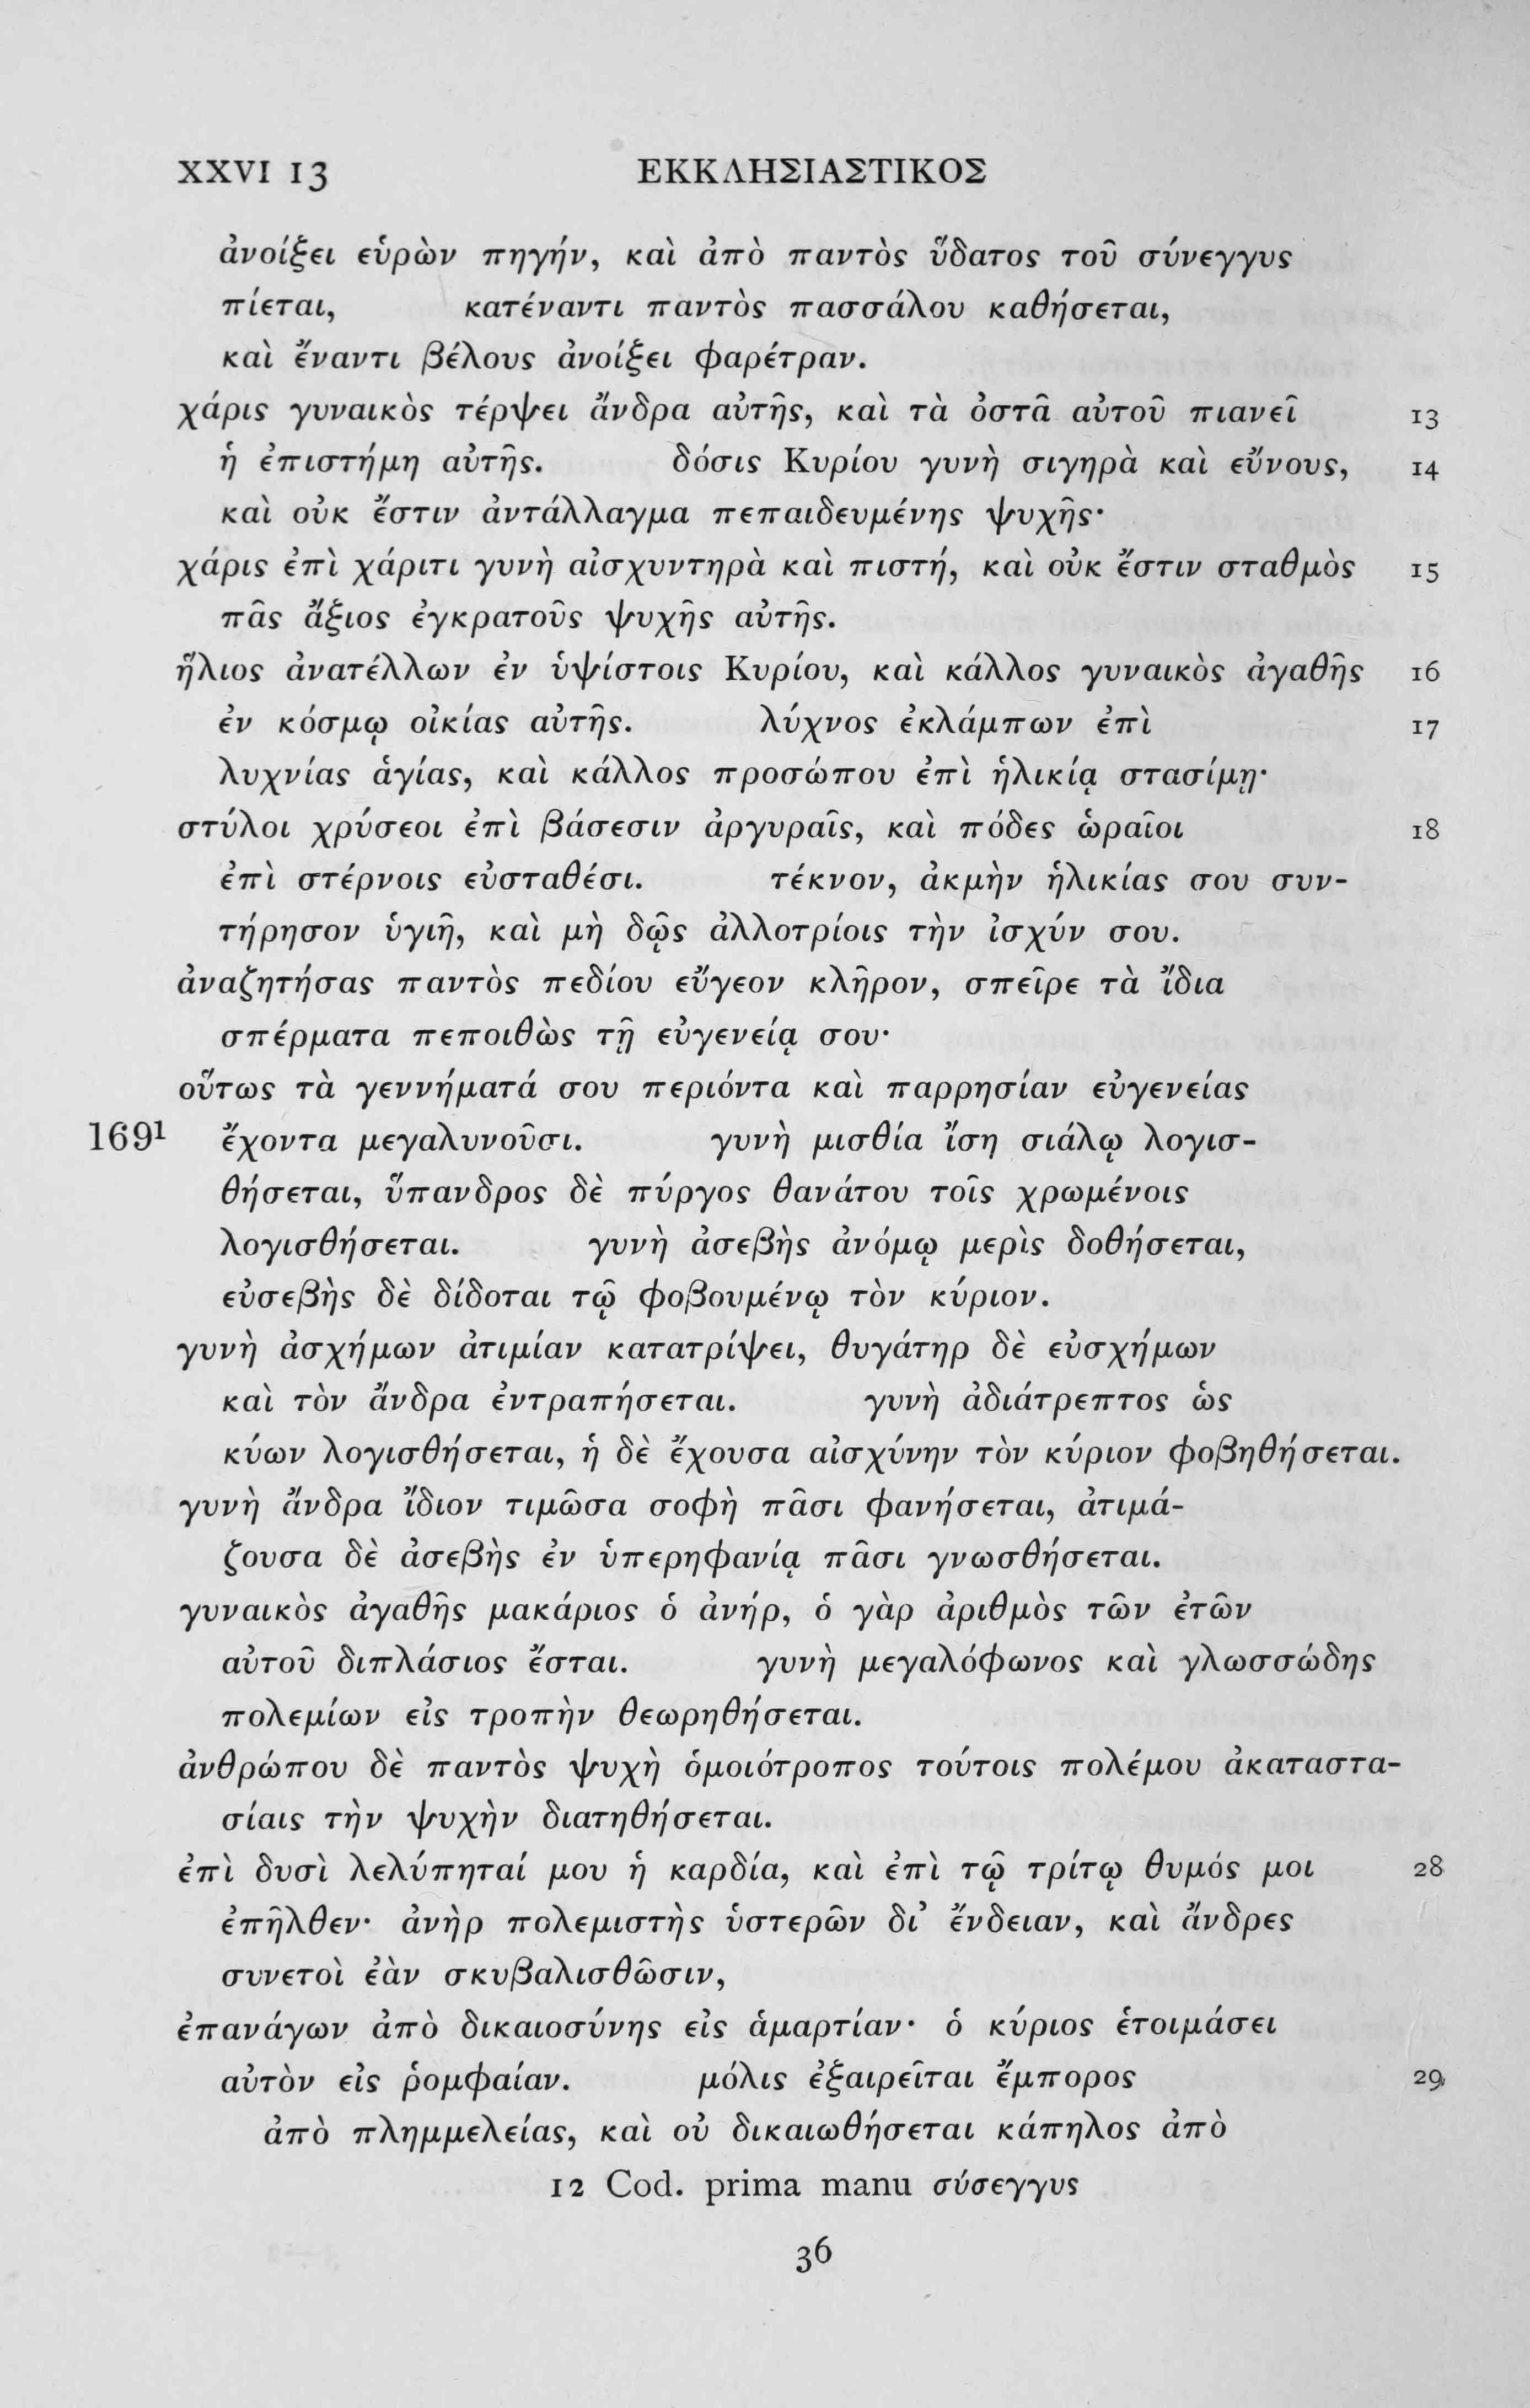 XXVI 13 ΕΚΚΛΗΣΙΑΣΤΙΚΟΣ
ἀνοίξει εὑρὼν πηγήν, καὶ ἀπὸ παντὸς ὕδατος τοῦ σύνεγγυς
πίεται, κατέναντι παντὸς πασσάλου καθήσεται,
καὶ ἔναντι βέλους ἀνοίξει φαρέτραν.
χάρις γυναικὸς τέρψει ἄνδρα αὐτῆς, καὶ τὰ ὀστᾶ αὐτοῦ πιανεῖ 13
ἡ ἐπιστήμη αὐτῆς. δόσις Κυρίου γυνὴ σιγηρὰ καὶ εὔνους, 14
καὶ οὐκ ἔστιν ἀντάλλαγμα πεπαιδευμένης ψυχῆς·
χάρις ἐπὶ χάριτι γυνὴ αἰσχυντηρὰ καὶ πιστή, καὶ οὐκ ἔστιν σταθμὸς 15
πᾶς ἄξιος ἐγκρατοῦς ψυχῆς αὐτῆς.
ἥλιος ἀνατέλλων ἐν ὑψίστοις Κυρίου, καὶ κάλλος γυναικὸς ἀγαθῆς 16
ἐν κόσμῳ οἰκίας αὐτῆς. λύχνος ἐκλάμπων ἐπὶ 17
λυχνίας ἁγίας, καὶ κάλλος προσώπου ἐπὶ ἡλικίᾳ στασίμῃ·
στύλοι χρύσεοι ἐπὶ βάσεσιν ἀργυραῖς, καὶ πόδες ὡραῖοι 18
ἐπὶ στέρνοις εὐσταθέσι. τέκνον, ἀκμὴν ἡλικίας σου συν-
τήρησον ὑγιῆ, καὶ μὴ δῷς ἀλλοτρίοις τὴν ἰσχύν σου.
ἀναζητήσας παντὸς πεδίου εὔγεον κλῆρον, σπεῖρε τὰ ἴδια
σπέρματα πεποιθὼς τῇ εὐγενείᾳ σου·
οὕτως τὰ γεννήματά σου περιόντα καὶ παρρησίαν εὐγενείας
169¹ ἔχοντα μεγαλυνοῦσι. γυνὴ μισθία ἴση σιάλῳ λογισ-
θήσεται, ὕπανδρος δὲ πύργος θανάτου τοῖς χρωμένοις
λογισθήσεται. γυνὴ ἀσεβὴς ἀνόμῳ μερὶς δοθήσεται,
εὐσεβὴς δὲ δίδοται τῷ φοβουμένῳ τὸν κύριον.
γυνὴ ἀσχήμων ἀτιμίαν κατατρίψει, θυγάτηρ δὲ εὐσχήμων
καὶ τὸν ἄνδρα ἐντραπήσεται. γυνὴ ἀδιάτρεπτος ὡς
κύων λογισθήσεται, ἡ δὲ ἔχουσα αἰσχύνην τὸν κύριον φοβηθήσεται.
γυνὴ ἄνδρα ἴδιον τιμῶσα σοφὴ πᾶσι φανήσεται, ἀτιμά-
ζουσα δὲ ἀσεβὴς ἐν ὑπερηφανίᾳ πᾶσι γνωσθήσεται.
γυναικὸς ἀγαθῆς μακάριος ὁ ἀνήρ, ὁ γὰρ ἀριθμὸς τῶν ἐτῶν
αὐτοῦ διπλάσιος ἔσται. γυνὴ μεγαλόφωνος καὶ γλωσσώδης
πολεμίων εἰς τροπὴν θεωρηθήσεται.
ἀνθρώπου δὲ παντὸς ψυχὴ ὁμοιότροπος τούτοις πολέμου ἀκαταστα-
σίαις τὴν ψυχὴν διατηθήσεται.
ἐπὶ δυσὶ λελύπηταί μου ἡ καρδία, καὶ ἐπὶ τῷ τρίτῳ θυμός μοι 28
ἐπῆλθεν· ἀνὴρ πολεμιστὴς ὑστερῶν δι᾽ ἔνδειαν, καὶ ἄνδρες
συνετοὶ ἐὰν σκυβαλισθῶσιν,
ἐπανάγων ἀπὸ δικαιοσύνης εἰς ἁμαρτίαν· ὁ κύριος ἑτοιμάσει
αὐτὸν εἰς ῥομφαίαν. μόλις ἐξαιρεῖται ἔμπορος 29
ἀπὸ πλημμελείας, καὶ οὐ δικαιωθήσεται κάπηλος ἀπὸ
12 Cod. prima manu σύσεγγυς
36